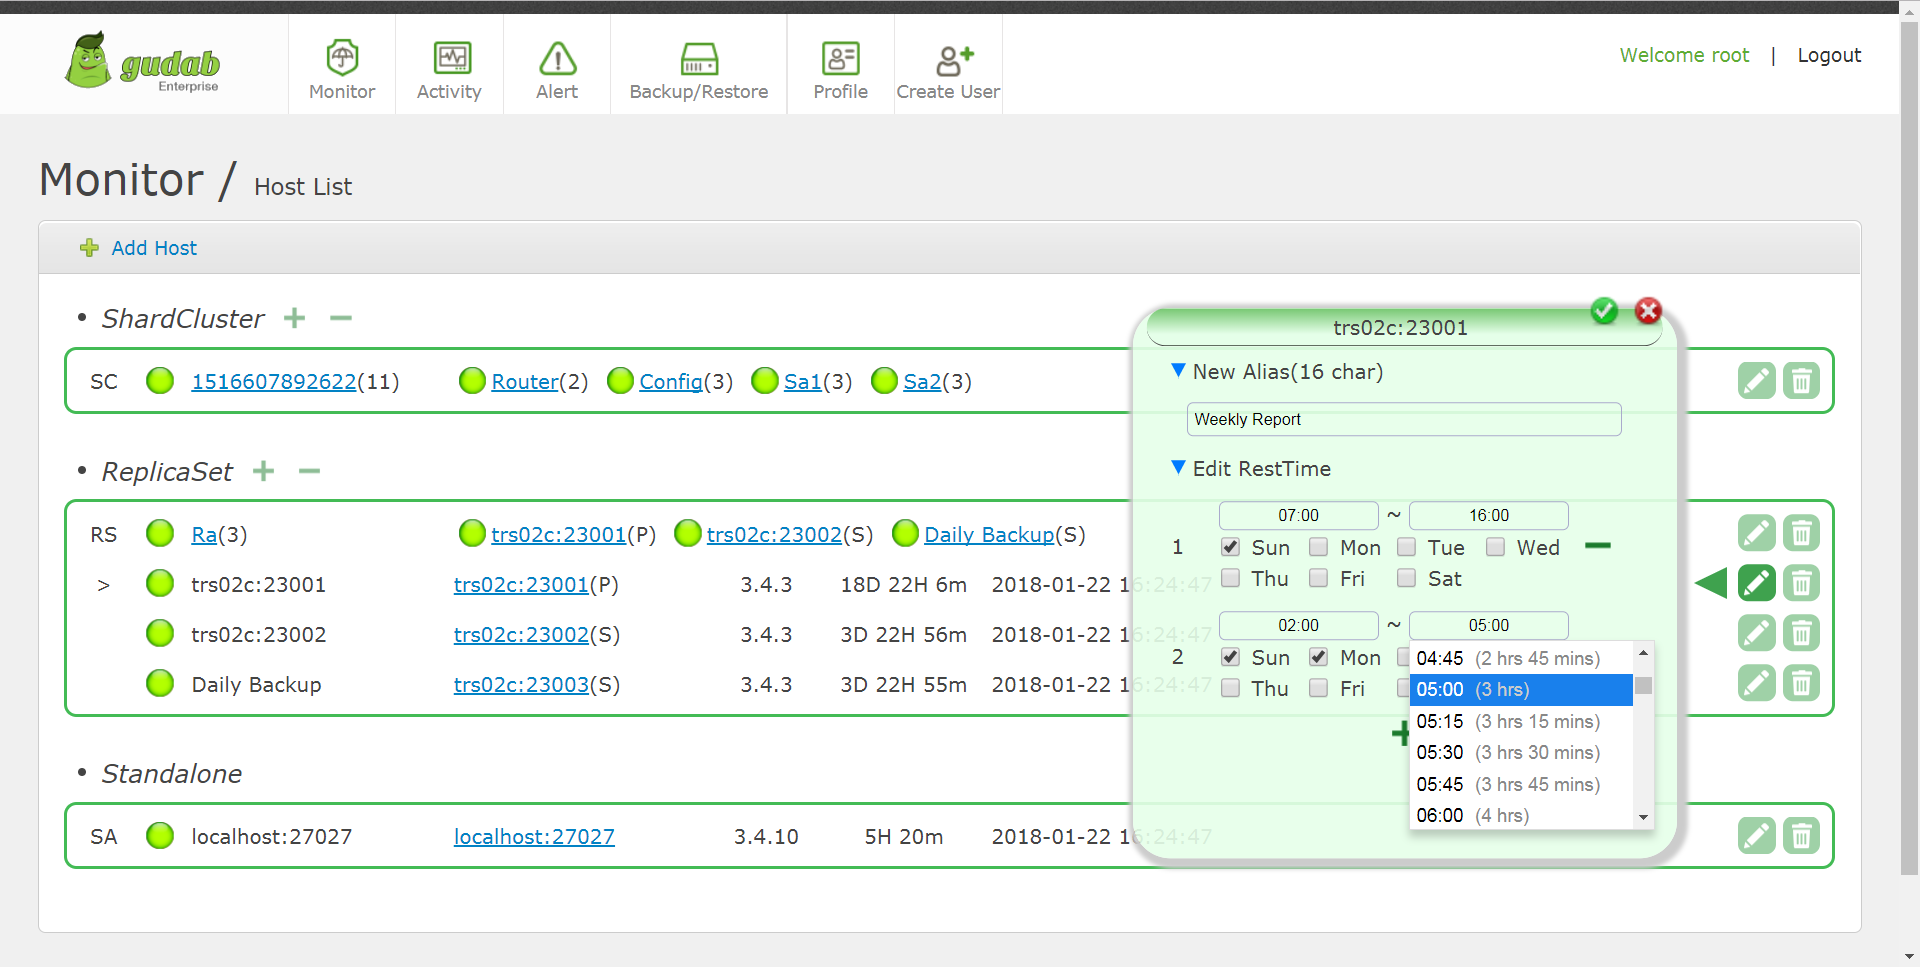 gudab
Enterprise
Monitor
Activity
Alert
Backup/Restore
Profile
Create User
Welcome root | Logout
Monitor / Host List
Add Host
• ShardCluster
SC 1516607892622(11) Router(2) Config(3) Sa1(3) Sa2(3)
• ReplicaSet
RS Ra(3) trs02c:23001(P) trs02c:23002(S) Daily Backup(S)
> trs02c:23001 trs02c:23001(P) 3.4.3 18D 22H 6m 2018-01-22 16:24:47
trs02c:23002 trs02c:23002(S) 3.4.3 3D 22H 56m 2018-01-22 16:24:47
Daily Backup trs02c:23003(S) 3.4.3 3D 22H 55m 2018-01-22 16:24:47
• Standalone
SA localhost:27027 localhost:27027 3.4.10 5H 20m 2018-01-22 16:24:47
trs02c:23001
New Alias(16 char)
Weekly Report
Edit RestTime
07:00 ~ 16:00
1 Sun Mon Tue Wed
Thu Fri Sat
02:00 ~ 05:00
2 Sun Mon
Thu Fri
04:45 (2 hrs 45 mins)
05:00 (3 hrs)
05:15 (3 hrs 15 mins)
05:30 (3 hrs 30 mins)
05:45 (3 hrs 45 mins)
06:00 (4 hrs)